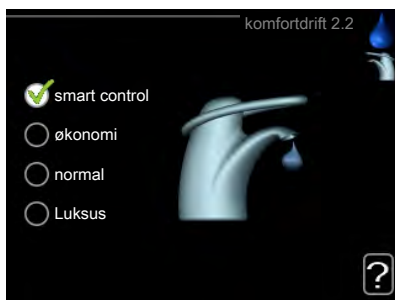 komfortdrift 2.2
smart control
økonomi
normal
Luksus
?